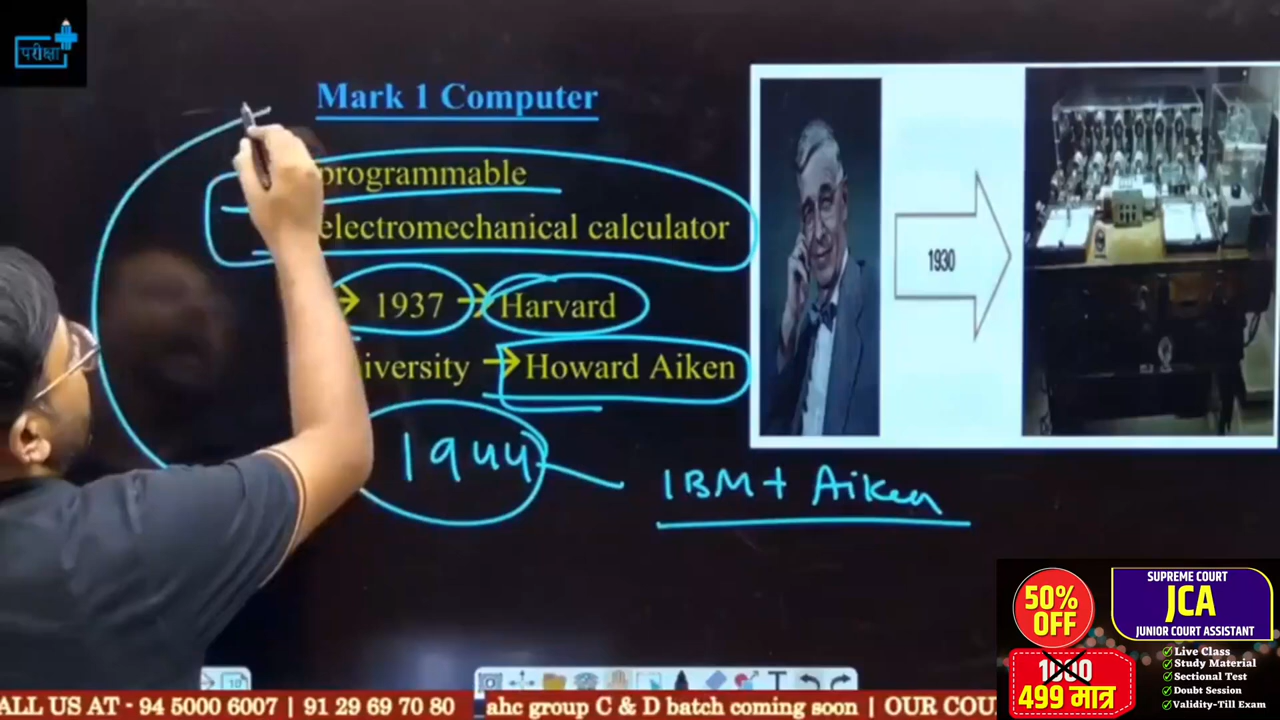 परीक्षा
Mark 1 Computer
programmable
electromechanical calculator
→ 1937 → Harvard
iversity → Howard Aiken
1944
IBM + Aiken
1930
50%
OFF
1000
499 मात्र
SUPREME COURT
JCA
JUNIOR COURT ASSISTANT
Live Class
Study Material
Sectional Test
Doubt Session
Validity-Till Exam
ALL US AT - 94 5000 6007 | 91 29 69 70 80 | ahc group C & D batch coming soon | OUR COU